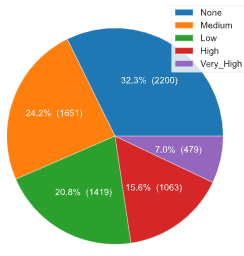 None
Medium
Low
High
Very_High
32.3% (2200)
24.2% (1651)
20.8% (1419)
15.6% (1063)
7.0% (479)